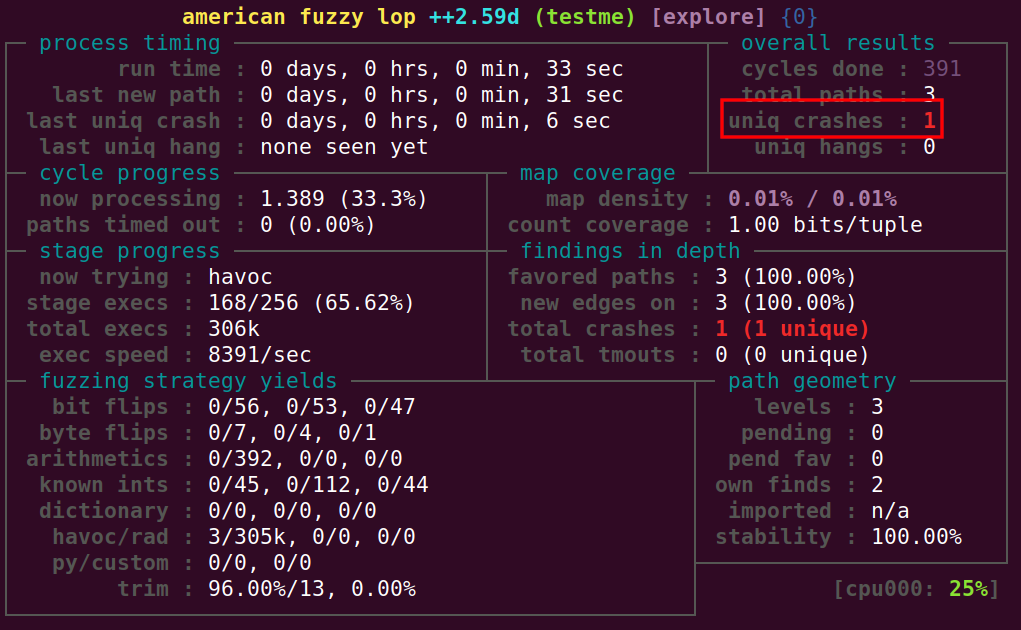 american fuzzy lop ++2.59d (testme) [explore] {0}
process timing overall results
run time : 0 days, 0 hrs, 0 min, 33 sec cycles done : 391
last new path : 0 days, 0 hrs, 0 min, 31 sec total paths : 3
last uniq crash : 0 days, 0 hrs, 0 min, 6 sec uniq crashes : 1
last uniq hang : none seen yet uniq hangs : 0
cycle progress map coverage
now processing : 1.389 (33.3%) map density : 0.01% / 0.01%
paths timed out : 0 (0.00%) count coverage : 1.00 bits/tuple
stage progress findings in depth
now trying : havoc favored paths : 3 (100.00%)
stage execs : 168/256 (65.62%) new edges on : 3 (100.00%)
total execs : 306k total crashes : 1 (1 unique)
exec speed : 8391/sec total tmouts : 0 (0 unique)
fuzzing strategy yields path geometry
bit flips : 0/56, 0/53, 0/47 levels : 3
byte flips : 0/7, 0/4, 0/1 pending : 0
arithmetics : 0/392, 0/0, 0/0 pend fav : 0
known ints : 0/45, 0/112, 0/44 own finds : 2
dictionary : 0/0, 0/0, 0/0 imported : n/a
havoc/rad : 3/305k, 0/0, 0/0 stability : 100.00%
py/custom : 0/0, 0/0
trim : 96.00%/13, 0.00% [cpu000: 25%]